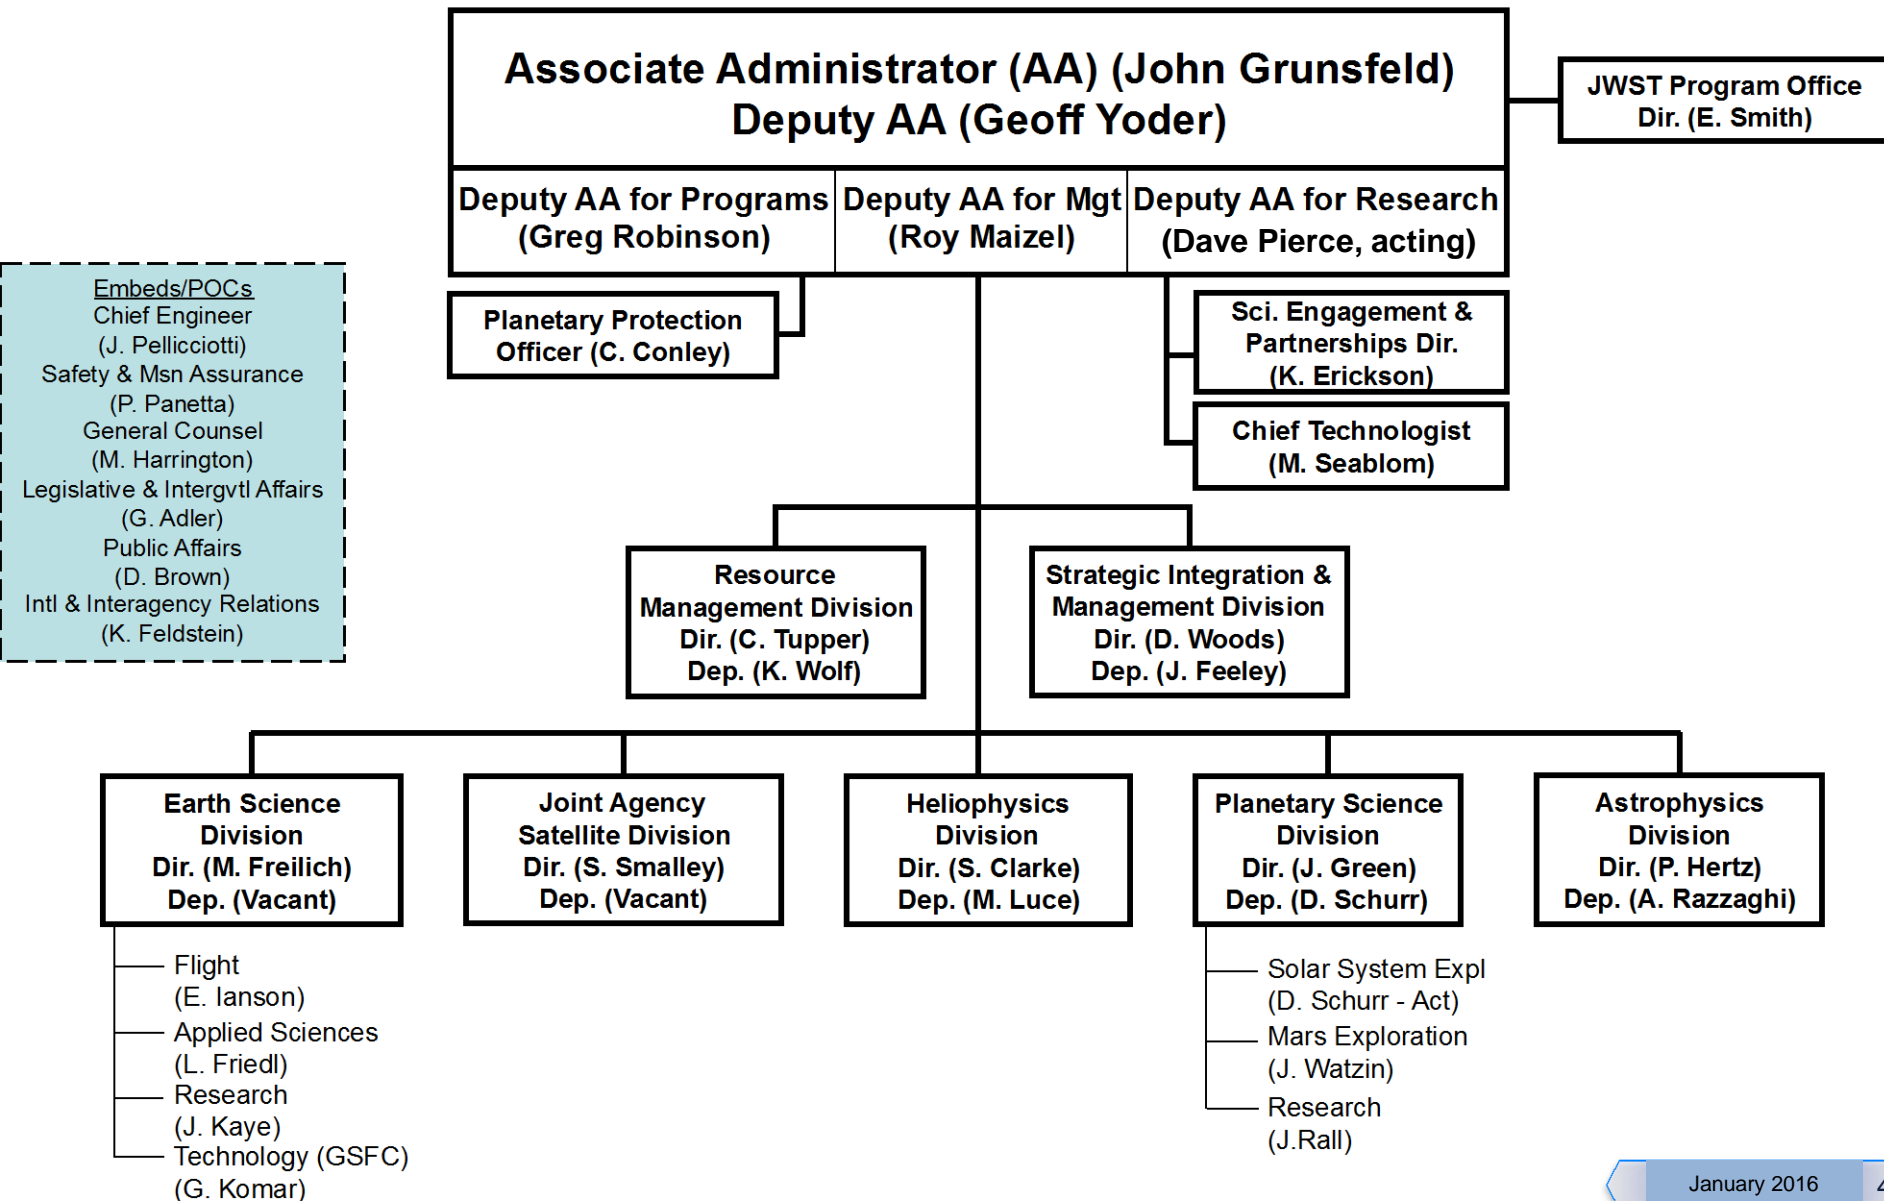 Associate Administrator (AA) (John Grunsfeld)
Deputy AA (Geoff Yoder)
JWST Program Office
Dir. (E. Smith)
Deputy AA for Programs
(Greg Robinson)
Deputy AA for Mgt
(Roy Maizel)
Deputy AA for Research
(Dave Pierce, acting)
Embeds/POCs
Chief Engineer
(J. Pellicciotti)
Safety & Msn Assurance
(P. Panetta)
General Counsel
(M. Harrington)
Legislative & Intergvtl Affairs
(G. Adler)
Public Affairs
(D. Brown)
Intl & Interagency Relations
(K. Feldstein)
Planetary Protection
Officer (C. Conley)
Sci. Engagement &
Partnerships Dir.
(K. Erickson)
Chief Technologist
(M. Seablom)
Resource
Management Division
Dir. (C. Tupper)
Dep. (K. Wolf)
Strategic Integration &
Management Division
Dir. (D. Woods)
Dep. (J. Feeley)
Earth Science
Division
Dir. (M. Freilich)
Dep. (Vacant)
Joint Agency
Satellite Division
Dir. (S. Smalley)
Dep. (Vacant)
Heliophysics
Division
Dir. (S. Clarke)
Dep. (M. Luce)
Planetary Science
Division
Dir. (J. Green)
Dep. (D. Schurr)
Astrophysics
Division
Dir. (P. Hertz)
Dep. (A. Razzaghi)
Flight
(E. Ianson)
Applied Sciences
(L. Friedl)
Research
(J. Kaye)
Technology (GSFC)
(G. Komar)
Solar System Expl
(D. Schurr - Act)
Mars Exploration
(J. Watzin)
Research
(J.Rall)
January 2016